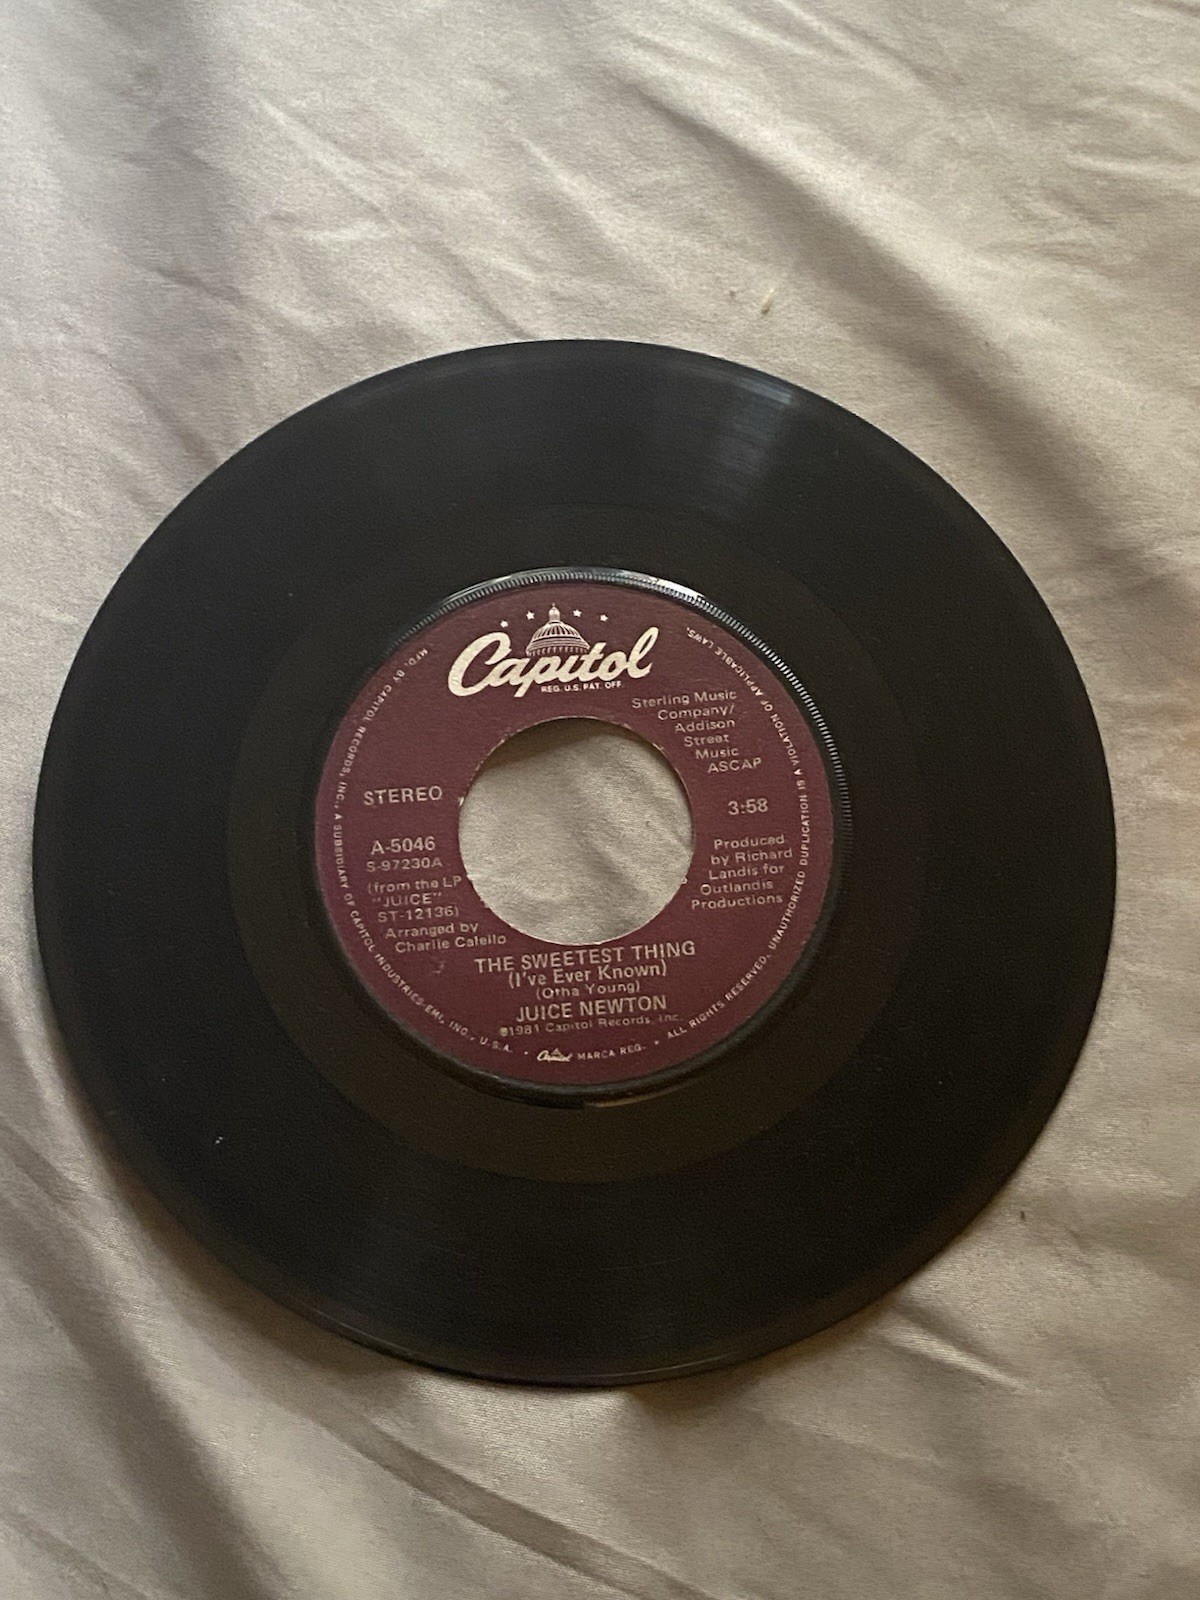 Capitol
REG. U.S. PAT. OFF.
Sterling Music
Company/
Addison
Street
Music
ASCAP
STEREO
3:58
A-5046
S-97230A
(from the LP
"JUICE"
ST-12136)
Arranged by
Charlie Calello
Produced
by Richard
Landis for
Outlandis
Productions
THE SWEETEST THING
(I've Ever Known)
(Otha Young)
JUICE NEWTON
℗1981 Capitol Records, Inc.
MFD. BY CAPITOL RECORDS, INC., A SUBSIDIARY OF CAPITOL INDUSTRIES-EMI, INC., U.S.A. • Capitol MARCA REG. • ALL RIGHTS RESERVED. UNAUTHORIZED DUPLICATION IS A VIOLATION OF APPLICABLE LAWS.